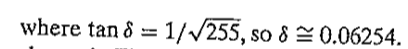 where tan δ = 1/√255, so δ ≅ 0.06254.